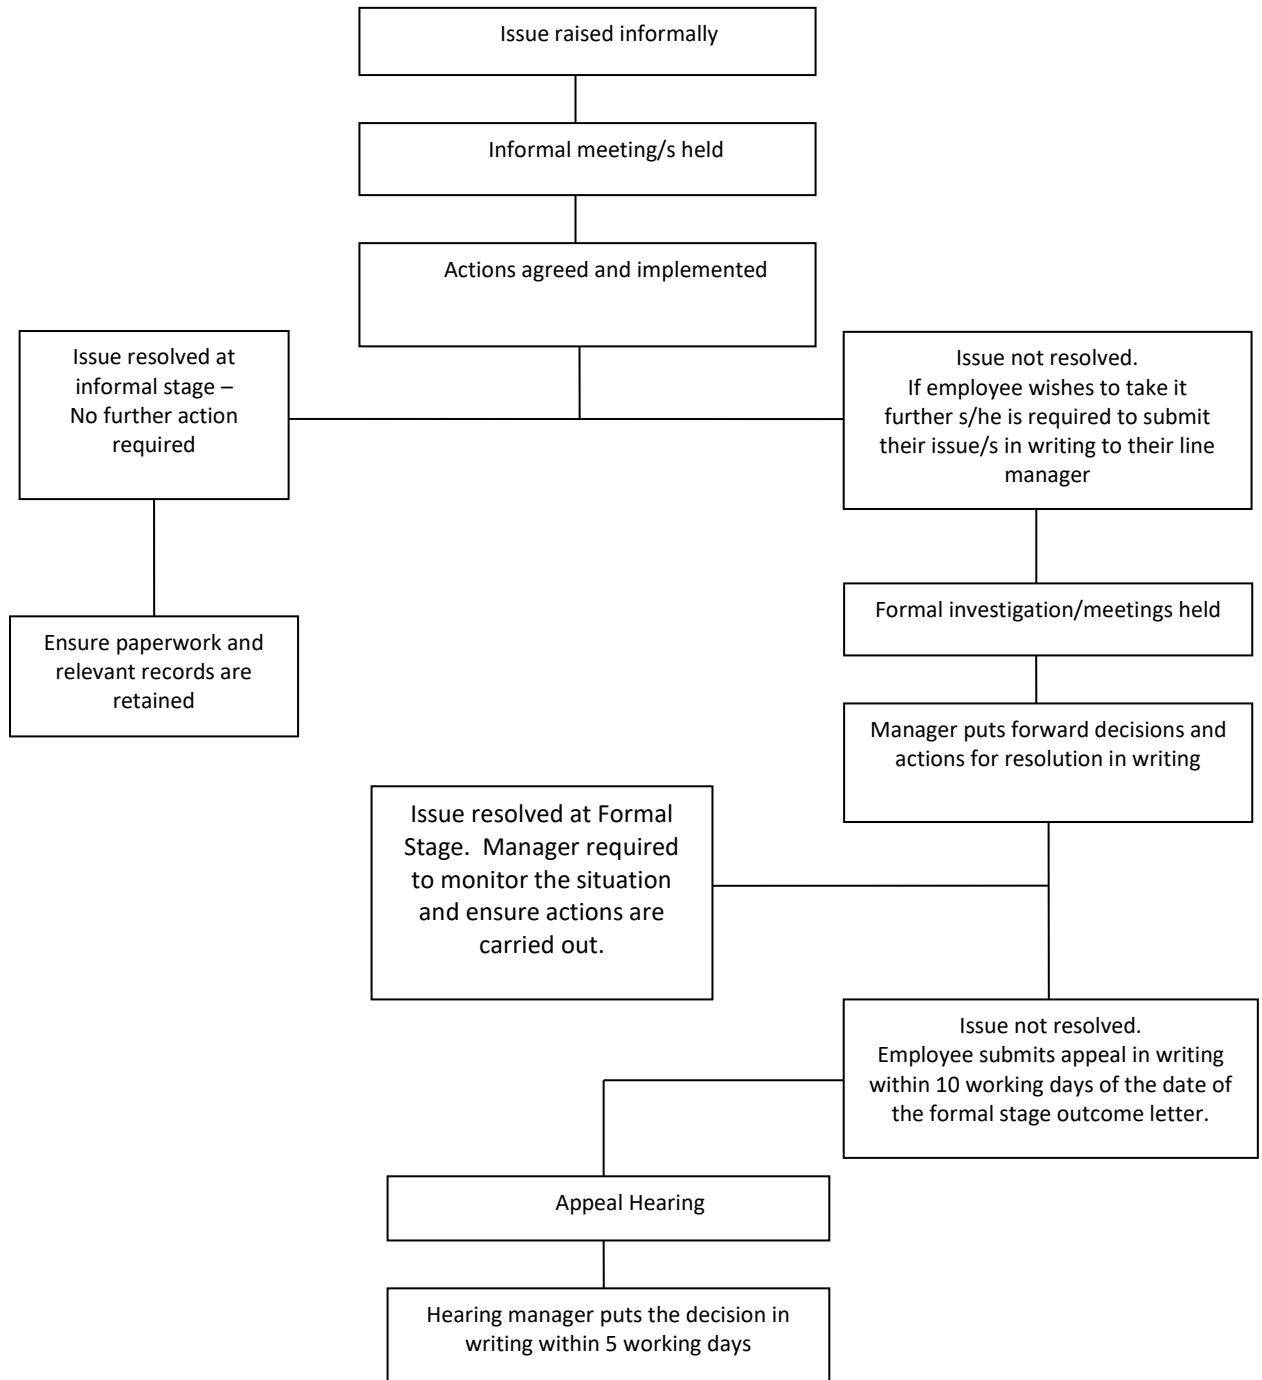 Issue raised informally
Informal meeting/s held
Actions agreed and implemented
Issue resolved at
informal stage –
No further action
required
Issue not resolved.
If employee wishes to take it
further s/he is required to submit
their issue/s in writing to their line
manager
Formal investigation/meetings held
Ensure paperwork and
relevant records are
retained
Manager puts forward decisions and
actions for resolution in writing
Issue resolved at Formal
Stage.  Manager required
to monitor the situation
and ensure actions are
carried out.
Issue not resolved.
Employee submits appeal in writing
within 10 working days of the date of
the formal stage outcome letter.
Appeal Hearing
Hearing manager puts the decision in
writing within 5 working days